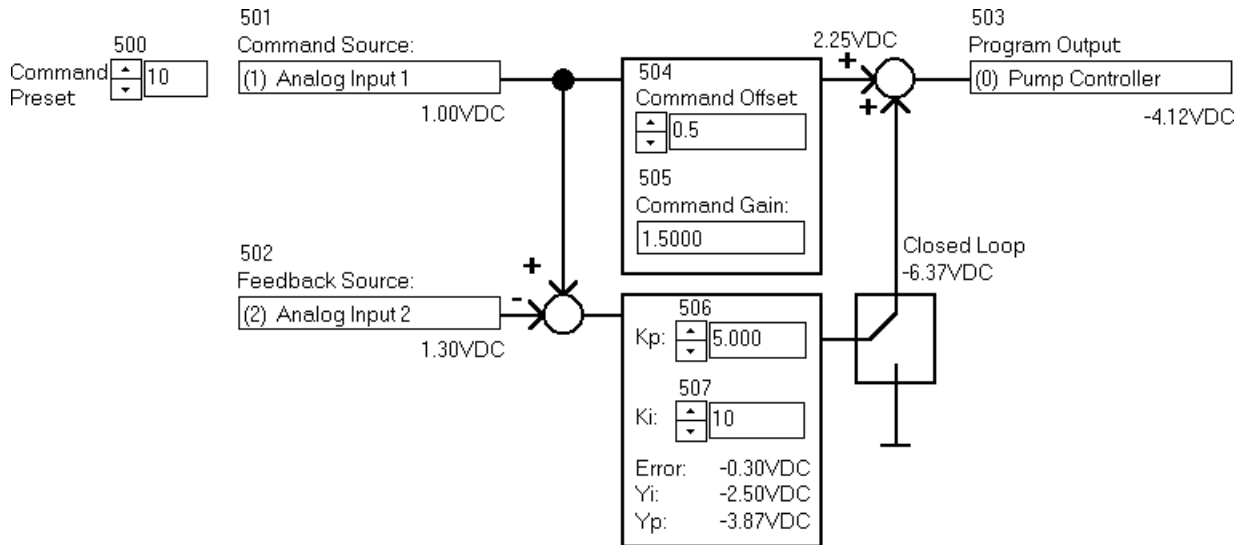 500
Command
Preset
10
501
Command Source:
(1) Analog Input 1
1.00VDC
502
Feedback Source:
(2) Analog Input 2
1.30VDC
+
-
504
Command Offset
0.5
505
Command Gain:
1.5000
506
Kp:
5.000
507
Ki:
10
Error: -0.30VDC
Yi: -2.50VDC
Yp: -3.87VDC
2.25VDC
+
+
Closed Loop
-6.37VDC
503
Program Output
(0) Pump Controller
-4.12VDC